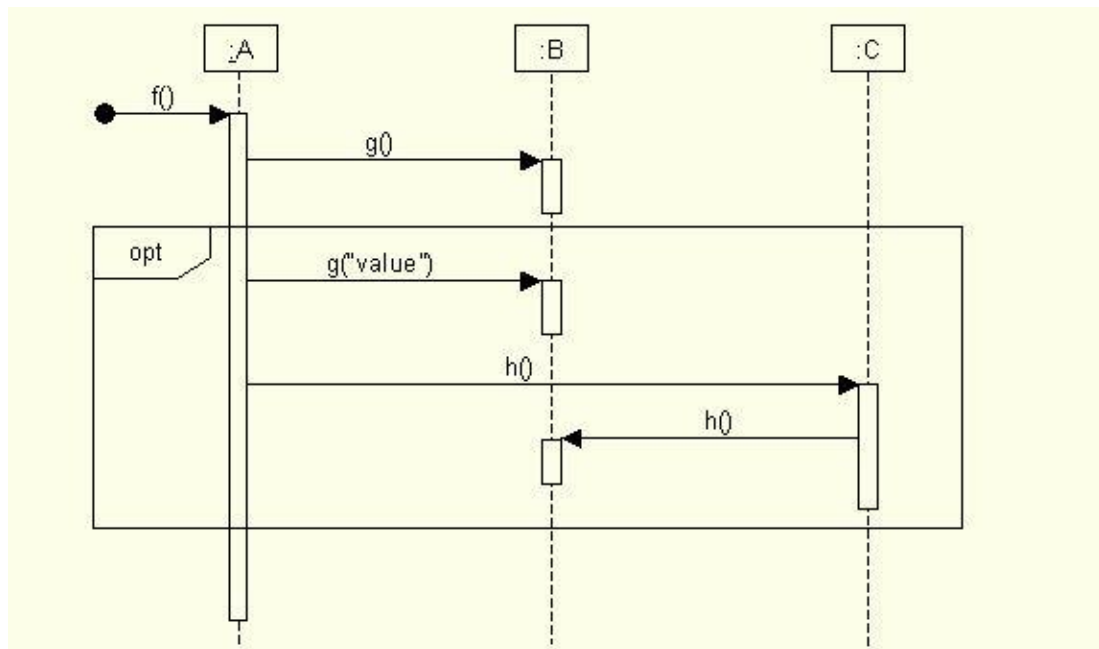 :A
:B
:C
f()
g()
opt
g("value")
h()
h()